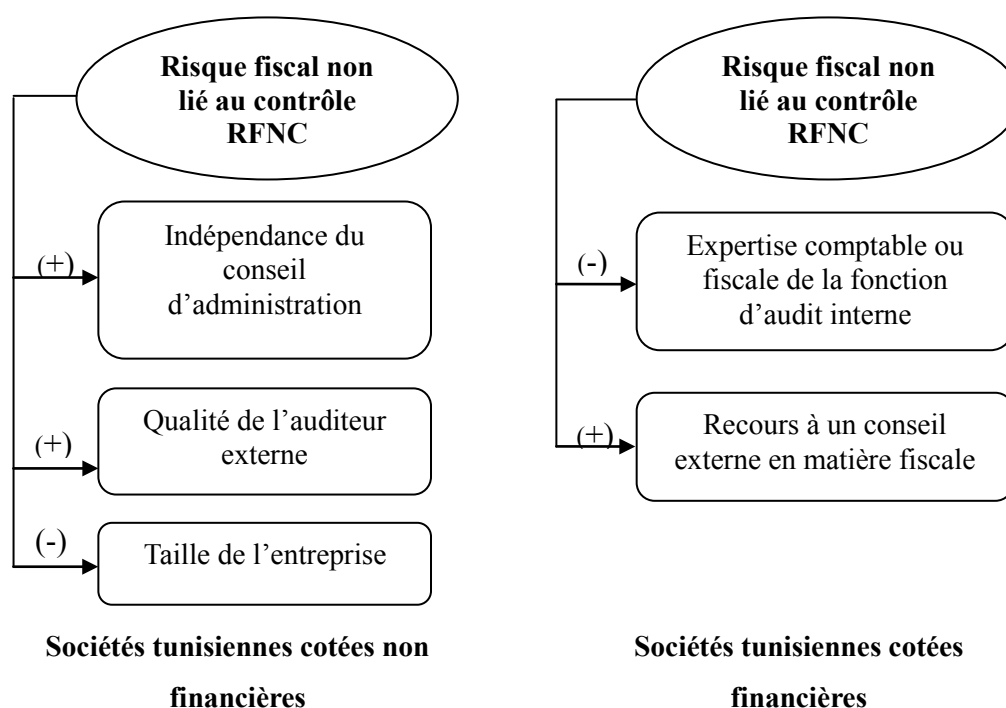 Risque fiscal non
lié au contrôle
RFNC
(+)
Indépendance du
conseil
d’administration
(+)
Qualité de l’auditeur
externe
(-)
Taille de l’entreprise
Sociétés tunisiennes cotées non
financières
Risque fiscal non
lié au contrôle
RFNC
(-)
Expertise comptable ou
fiscale de la fonction
d’audit interne
(+)
Recours à un conseil
externe en matière fiscale
Sociétés tunisiennes cotées
financières